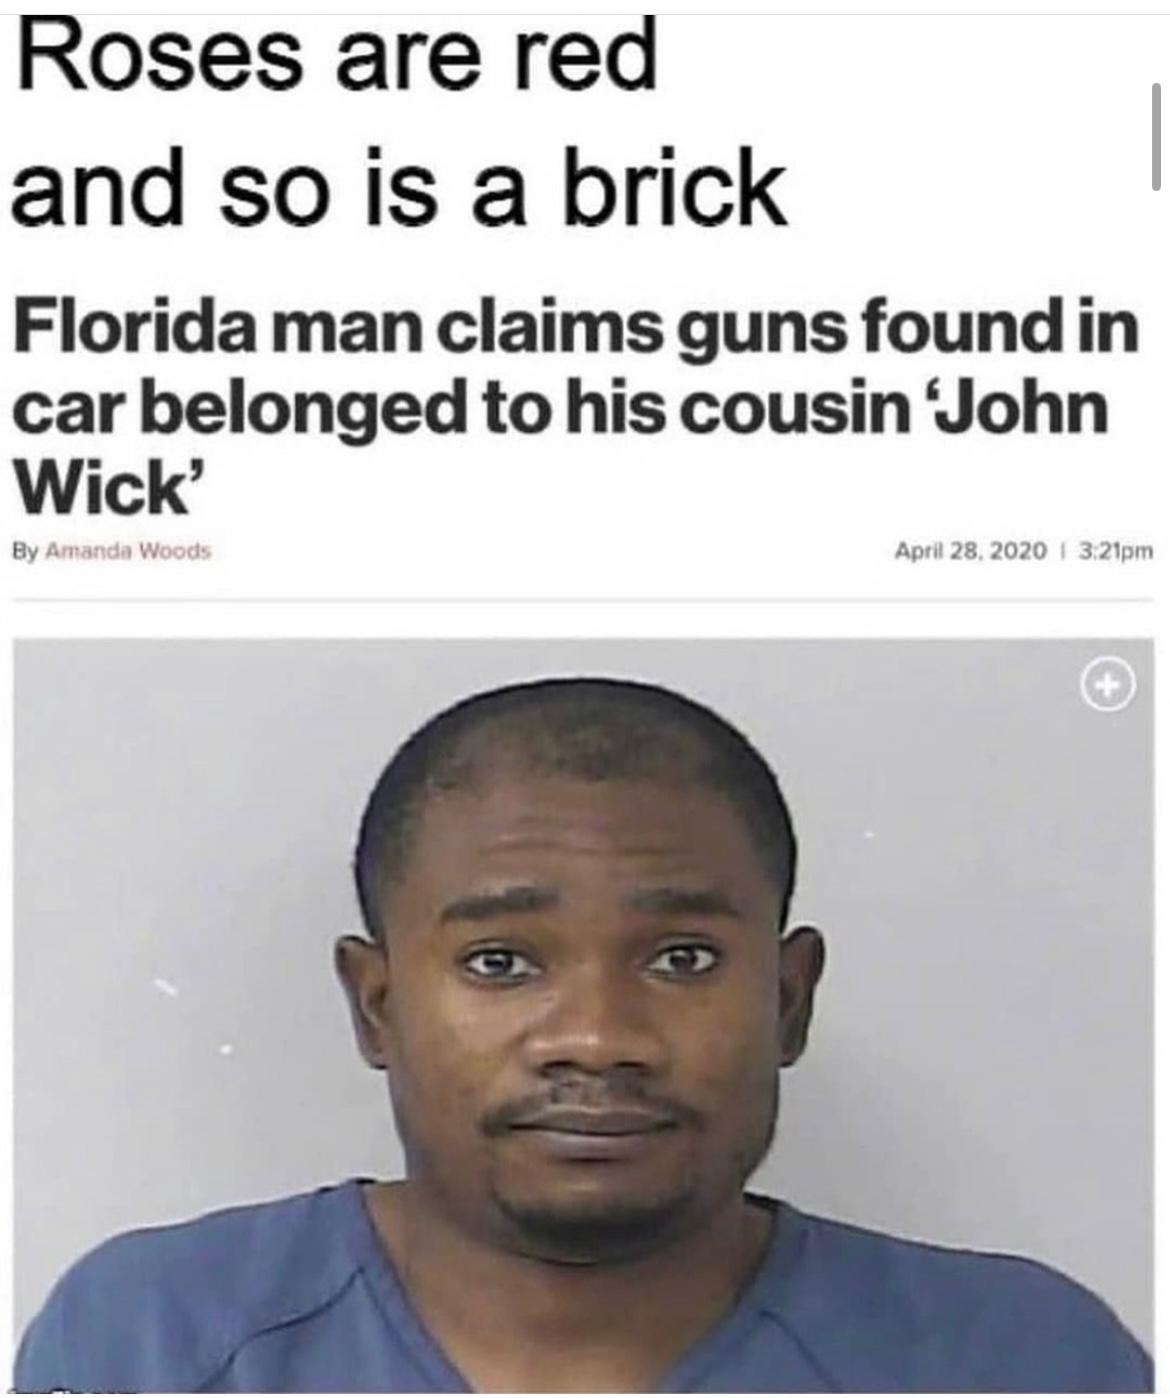 Roses are red
and so is a brick
Florida man claims guns found in
car belonged to his cousin ‘John
Wick’
By Amanda Woods
April 28, 2020 | 3:21pm